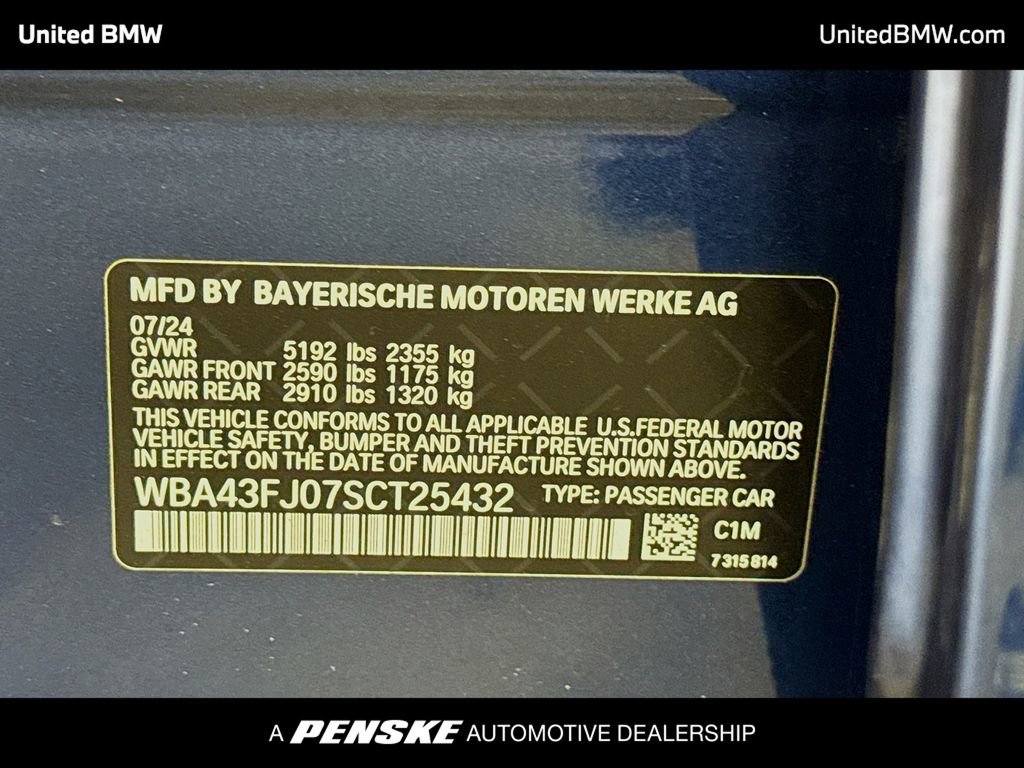 United BMW
UnitedBMW.com
MFD BY BAYERISCHE MOTOREN WERKE AG
07/24
GVWR 5192 lbs 2355 kg
GAWR FRONT 2590 lbs 1175 kg
GAWR REAR 2910 lbs 1320 kg
THIS VEHICLE CONFORMS TO ALL APPLICABLE U.S.FEDERAL MOTOR
VEHICLE SAFETY, BUMPER AND THEFT PREVENTION STANDARDS
IN EFFECT ON THE DATE OF MANUFACTURE SHOWN ABOVE.
WBA43FJ07SCT25432 TYPE: PASSENGER CAR
C1M
7315814
A PENSKE AUTOMOTIVE DEALERSHIP